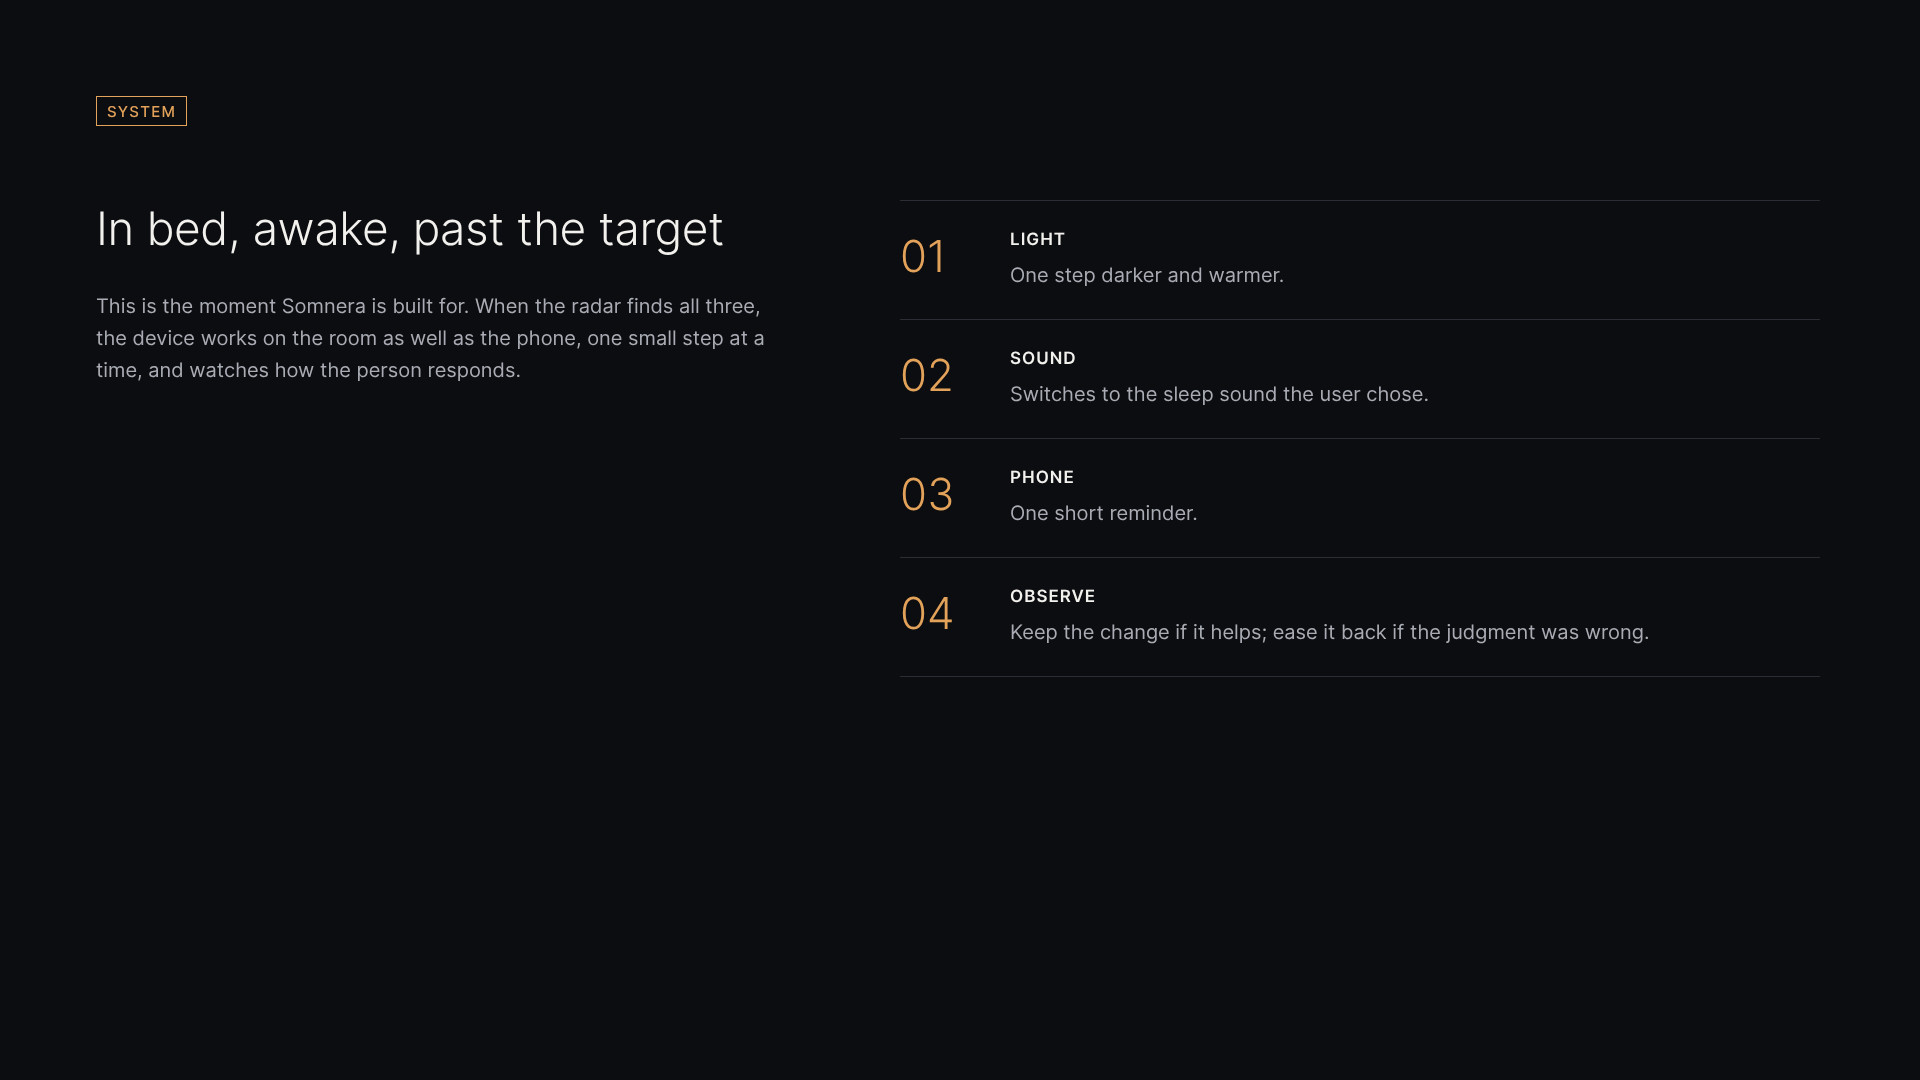 SYSTEM
In bed, awake, past the target
This is the moment Somnera is built for. When the radar finds all three,
the device works on the room as well as the phone, one small step at a
time, and watches how the person responds.
01
LIGHT
One step darker and warmer.
02
SOUND
Switches to the sleep sound the user chose.
03
PHONE
One short reminder.
04
OBSERVE
Keep the change if it helps; ease it back if the judgment was wrong.